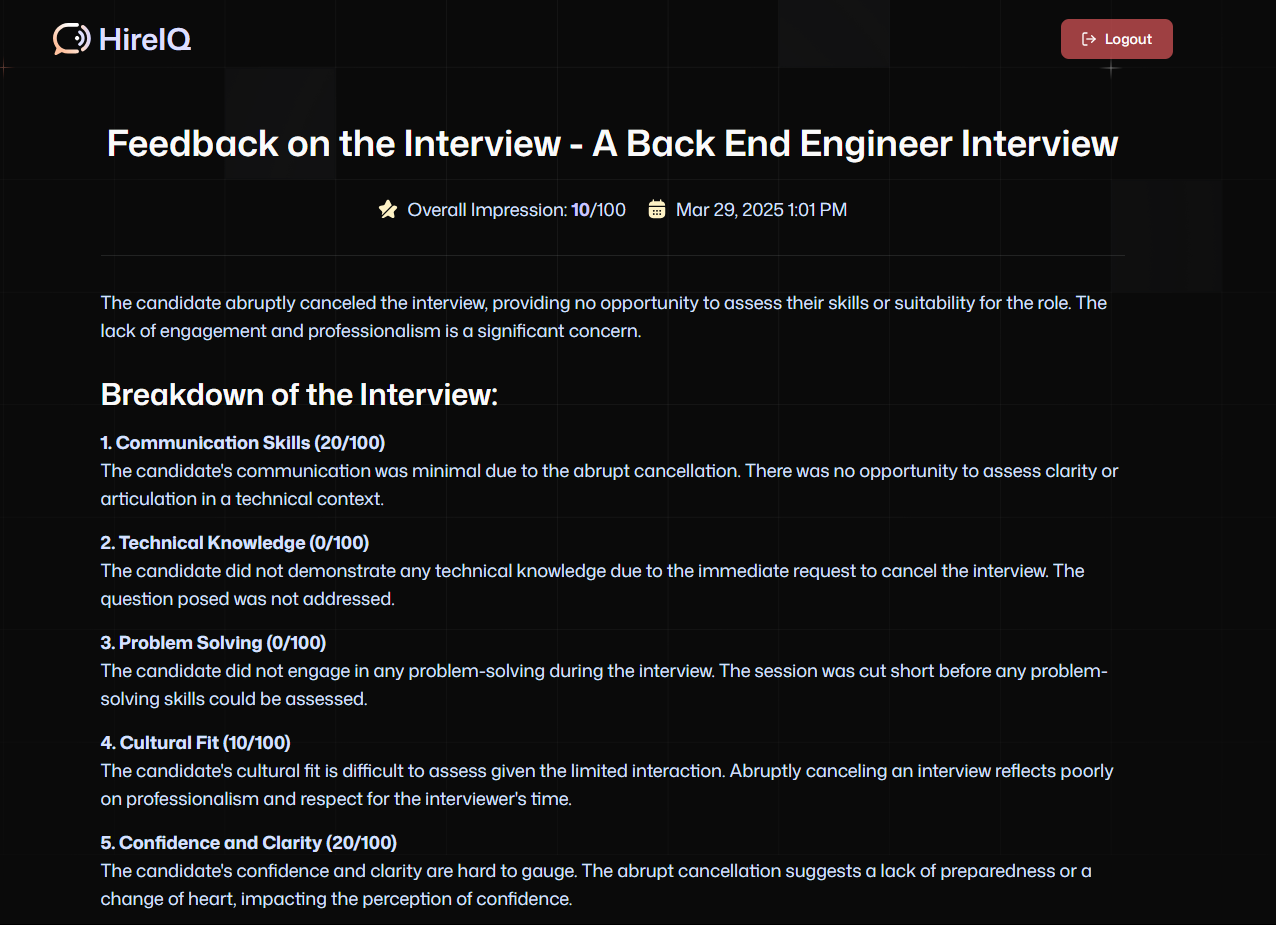 HireIQ
Logout
Feedback on the Interview - A Back End Engineer Interview
Overall Impression: 10/100 Mar 29, 2025 1:01 PM
The candidate abruptly canceled the interview, providing no opportunity to assess their skills or suitability for the role. The
lack of engagement and professionalism is a significant concern.
Breakdown of the Interview:
1. Communication Skills (20/100)
The candidate's communication was minimal due to the abrupt cancellation. There was no opportunity to assess clarity or
articulation in a technical context.
2. Technical Knowledge (0/100)
The candidate did not demonstrate any technical knowledge due to the immediate request to cancel the interview. The
question posed was not addressed.
3. Problem Solving (0/100)
The candidate did not engage in any problem-solving during the interview. The session was cut short before any problem-
solving skills could be assessed.
4. Cultural Fit (10/100)
The candidate's cultural fit is difficult to assess given the limited interaction. Abruptly canceling an interview reflects poorly
on professionalism and respect for the interviewer's time.
5. Confidence and Clarity (20/100)
The candidate's confidence and clarity are hard to gauge. The abrupt cancellation suggests a lack of preparedness or a
change of heart, impacting the perception of confidence.